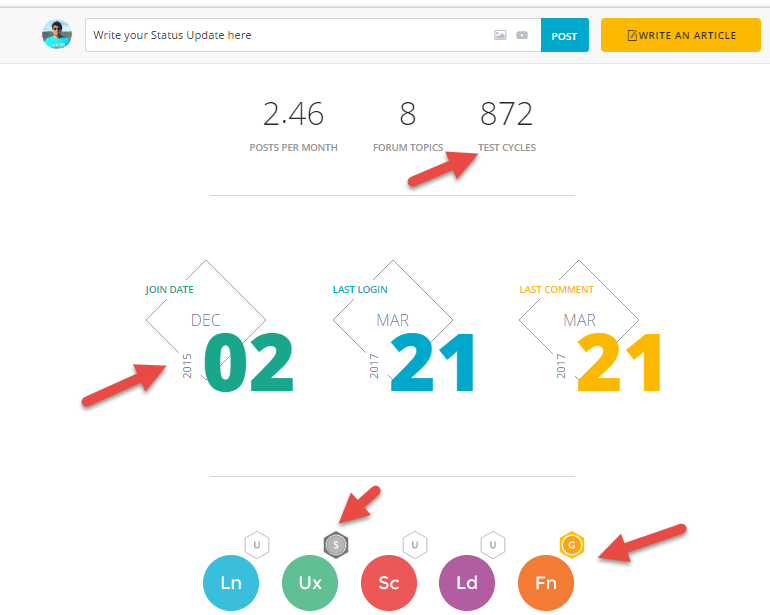 Write your Status Update here
POST
WRITE AN ARTICLE
2.46
8
872
POSTS PER MONTH
FORUM TOPICS
TEST CYCLES
JOIN DATE
DEC
2015
02
LAST LOGIN
MAR
2017
21
LAST COMMENT
MAR
2017
21
U
S
U
U
G
Ln
Ux
Sc
Ld
Fn